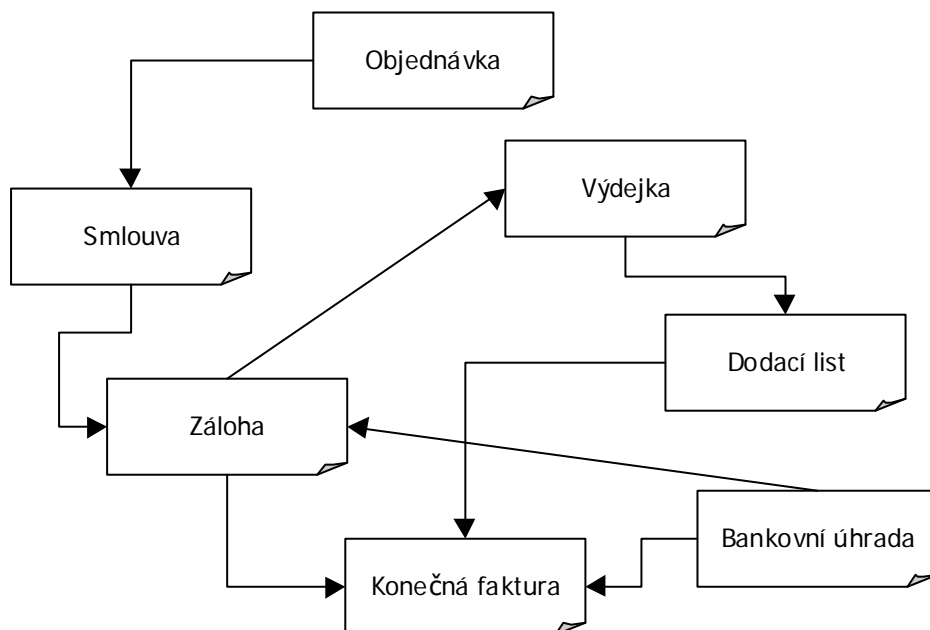 Objednávka
Výdejka
Smlouva
Dodací list
Záloha
Bankovní úhrada
Konečná faktura